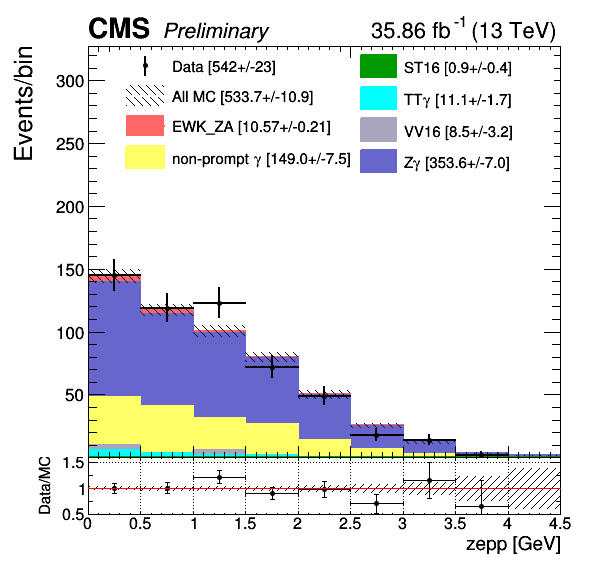 CMS Preliminary 35.86 fb⁻¹ (13 TeV)
Events/bin
Data [542+/-23]
All MC [533.7+/-10.9]
EWK_ZA [10.57+/-0.21]
non-prompt γ [149.0+/-7.5]
ST16 [0.9+/-0.4]
TTγ [11.1+/-1.7]
VV16 [8.5+/-3.2]
Zγ [353.6+/-7.0]
300
250
200
150
100
50
Data/MC
1.5
1
0.5
0 0.5 1 1.5 2 2.5 3 3.5 4 4.5
zepp [GeV]